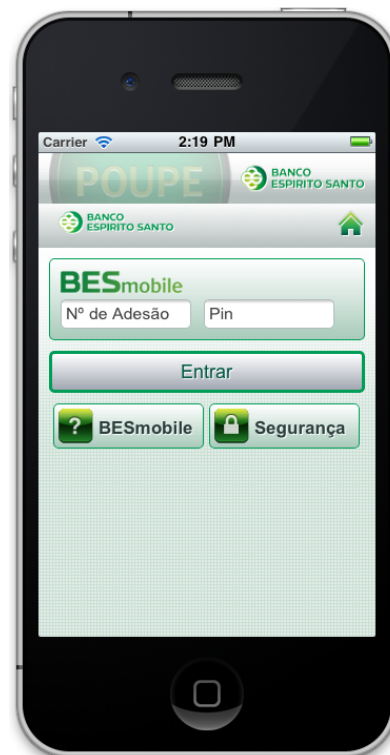 Carrier 2:19 PM
POUPE
BANCO
ESPIRITO SANTO
BANCO
ESPIRITO SANTO
BESmobile
Nº de Adesão Pin
Entrar
? BESmobile Segurança